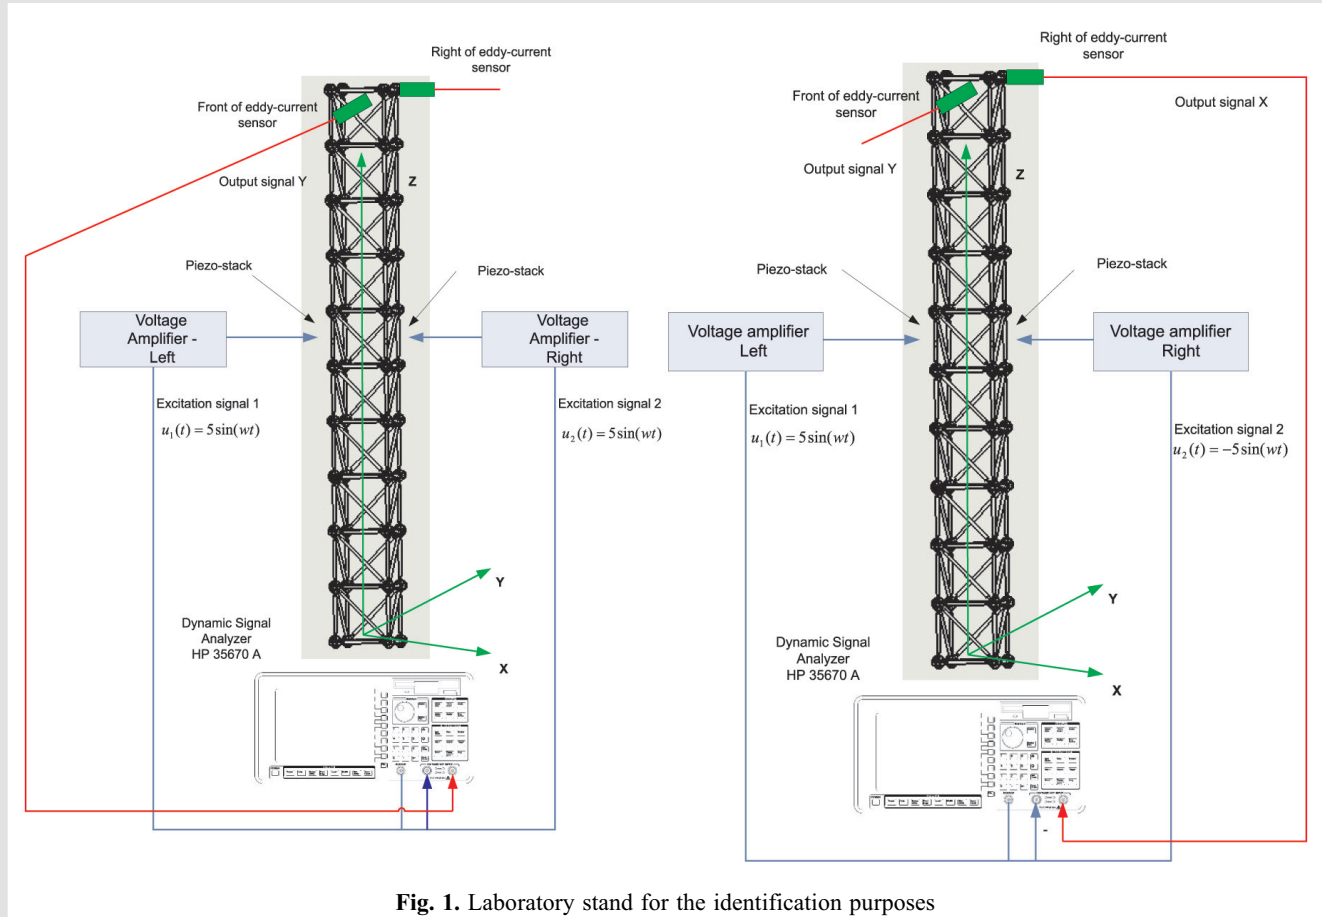 Right of eddy-current
sensor
Front of eddy-current
sensor
Output signal Y
Z
Piezo-stack
Piezo-stack
Voltage
Amplifier -
Left
Voltage
Amplifier -
Right
Excitation signal 1
u₁(t) = 5sin(wt)
Excitation signal 2
u₂(t) = 5sin(wt)
Y
X
Dynamic Signal
Analyzer
HP 35670 A
Right of eddy-current
sensor
Front of eddy-current
sensor
Output signal X
Output signal Y
Z
Piezo-stack
Piezo-stack
Voltage amplifier
Left
Voltage amplifier
Right
Excitation signal 1
u₁(t) = 5sin(wt)
Excitation signal 2
u₂(t) = −5sin(wt)
Y
X
Dynamic Signal
Analyzer
HP 35670 A
-
Fig. 1. Laboratory stand for the identification purposes